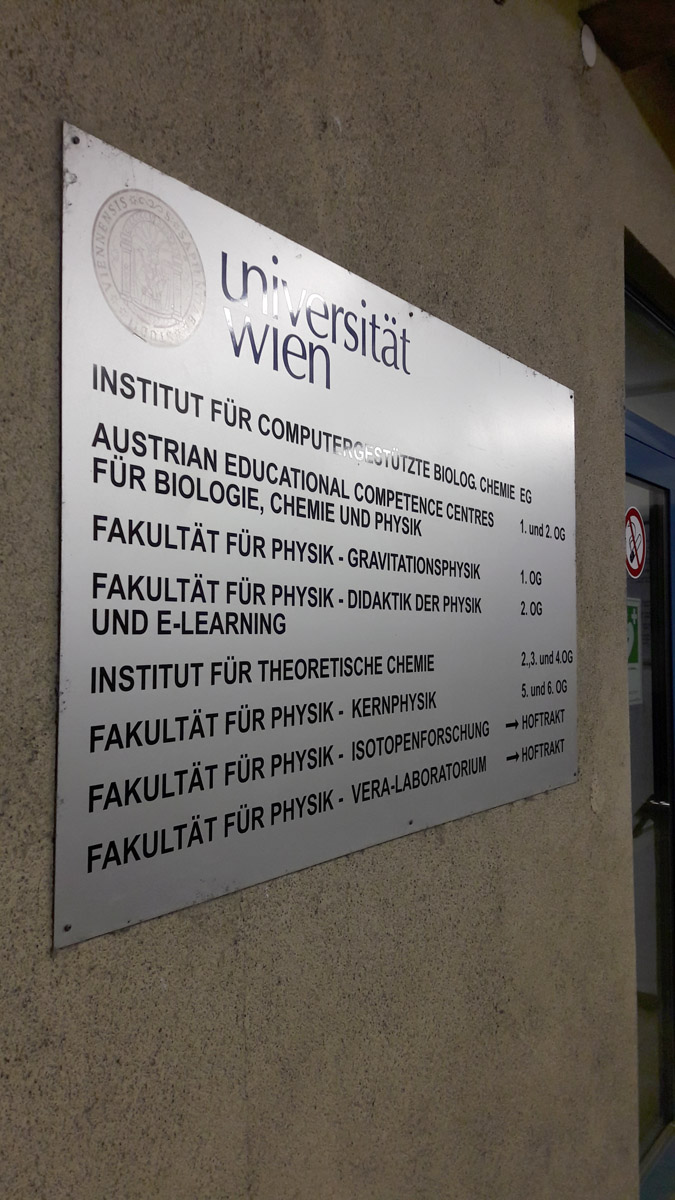 universität
wien
INSTITUT FÜR COMPUTERGESTÜTZTE BIOLOG. CHEMIE EG
AUSTRIAN EDUCATIONAL COMPETENCE CENTRES
FÜR BIOLOGIE, CHEMIE UND PHYSIK 1. und 2. OG
FAKULTÄT FÜR PHYSIK - GRAVITATIONSPHYSIK 1. OG
FAKULTÄT FÜR PHYSIK - DIDAKTIK DER PHYSIK 2. OG
UND E-LEARNING
INSTITUT FÜR THEORETISCHE CHEMIE 2.,3. und 4.OG
FAKULTÄT FÜR PHYSIK - KERNPHYSIK 5. und 6. OG
FAKULTÄT FÜR PHYSIK - ISOTOPENFORSCHUNG → HOFTRAKT
FAKULTÄT FÜR PHYSIK - VERA-LABORATORIUM → HOFTRAKT